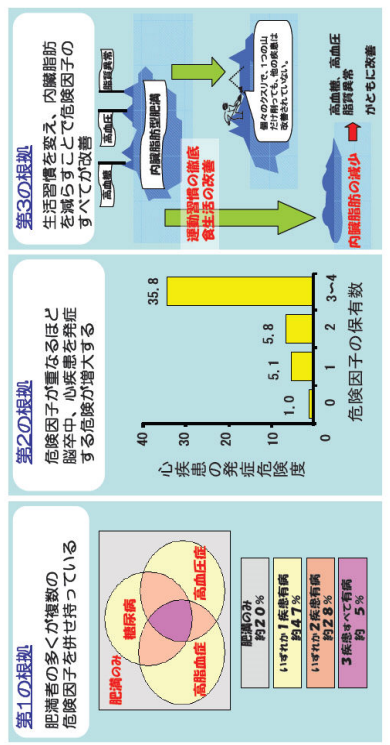 第1の根拠
肥満者の多くが複数の
危険因子を併せ持っている
肥満のみ
糖尿病
高脂血症
高血圧症
肥満のみ
約20%
いずれか1疾患有病
約47%
いずれか2疾患有病
約28%
3疾患すべて有病
約 5%
第2の根拠
危険因子が重なるほど
脳卒中、心疾患を発症
する危険が増大する
心疾患の発症危険度
40
30
20
10
0
1.0
5.1
5.8
35.8
0
1
2
3~4
危険因子の保有数
第3の根拠
生活習慣を変え、内臓脂肪
を減らすことで危険因子の
すべてが改善
高血糖
高血圧
脂質異常
内臓脂肪型肥満
個々のクスリで、1つの山
だけ削っても、他の疾患は
改善されていない。
運動習慣の徹底
食生活の改善
内臓脂肪の減少
高血糖、高血圧
脂質異常
がともに改善